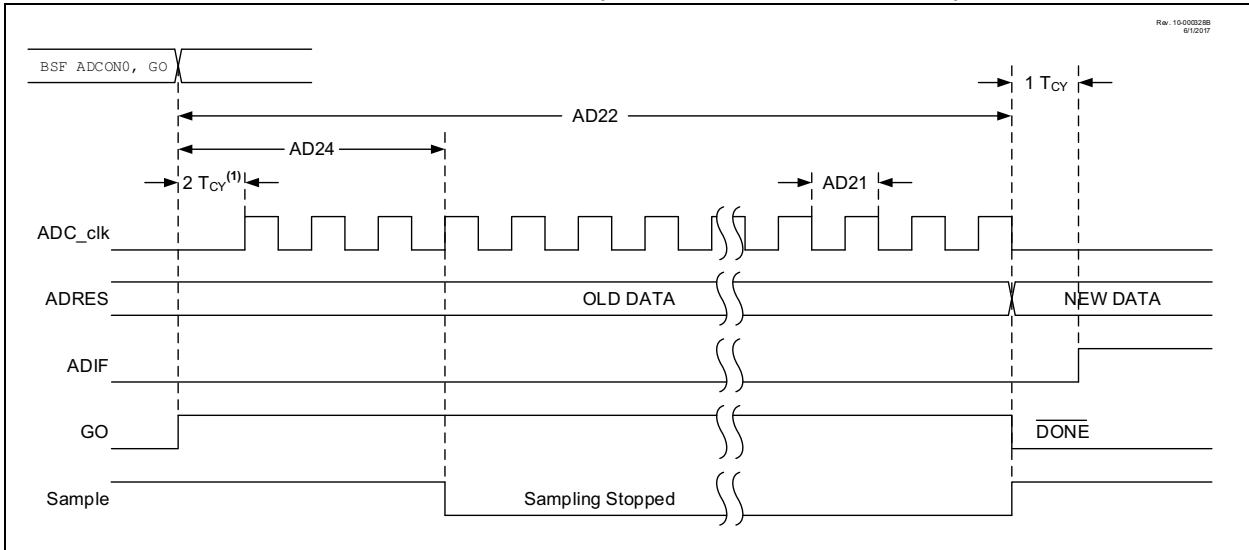 Rev. 10-000328B
6/1/2017
BSF ADCON0, GO
1 TCY
AD22
AD24
2 TCY(1)
AD21
ADC_clk
ADRES
OLD DATA
NEW DATA
ADIF
GO
DONE
Sample
Sampling Stopped